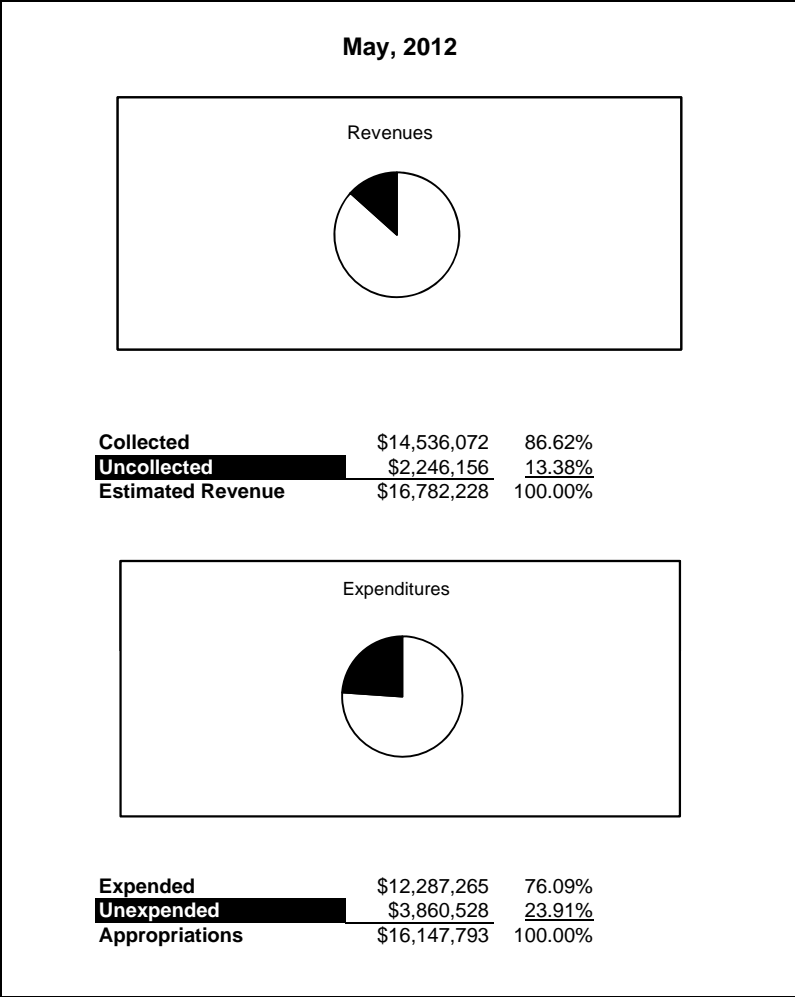 May, 2012
Revenues
Collected $14,536,072 86.62%
Uncollected $2,246,156 13.38%
Estimated Revenue $16,782,228 100.00%
Expenditures
Expended $12,287,265 76.09%
Unexpended $3,860,528 23.91%
Appropriations $16,147,793 100.00%